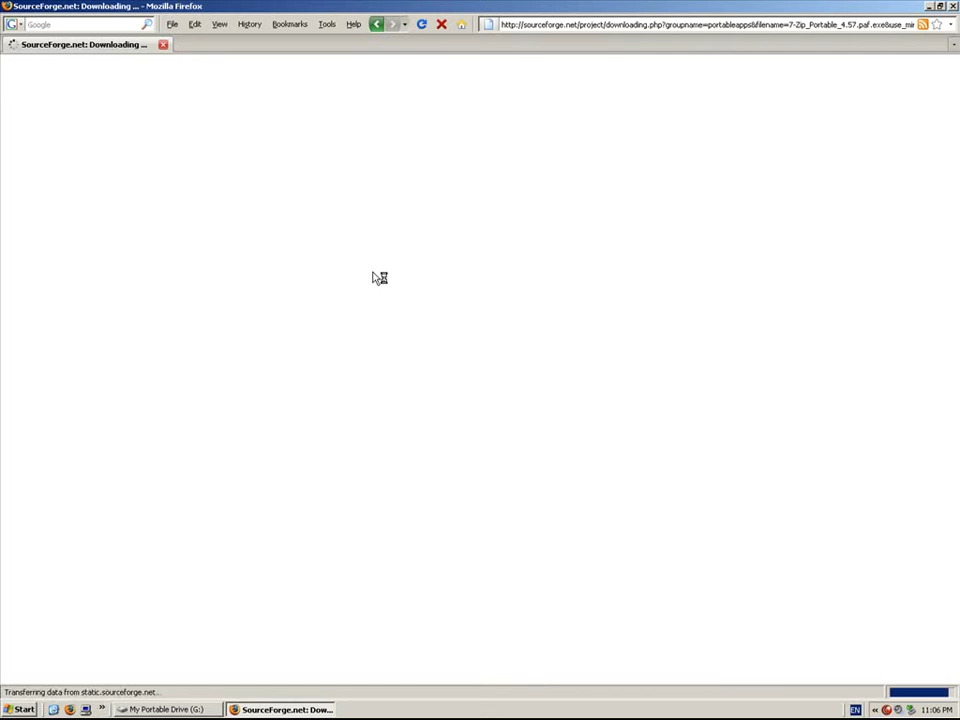 SourceForge.net: Downloading ... - Mozilla Firefox
Google File Edit View History Bookmarks Tools Help http://sourceforge.net/project/downloading.php?groupname=portableapps&filename=7-Zip_Portable_4.57.paf.exe&use_mi
SourceForge.net: Downloading ...
Transferring data from static.sourceforge.net...
Start My Portable Drive (G:) SourceForge.net: Dow... EN 11:06 PM